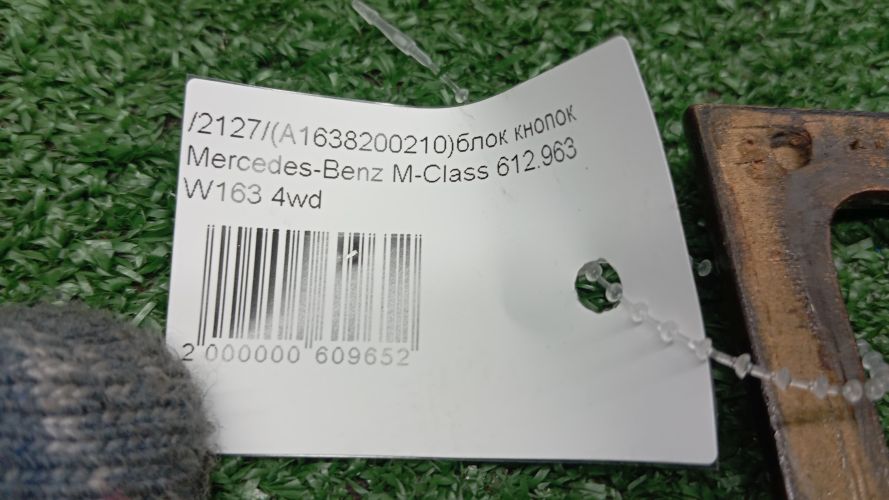 /2127/(A1638200210)блок кнопок
Mercedes-Benz M-Class 612.963
W163 4wd
2 000000 609652